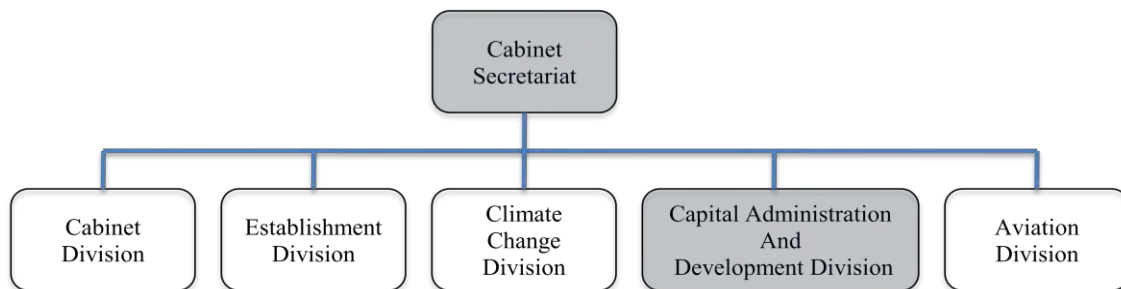 Cabinet
Secretariat
Cabinet
Division
Establishment
Division
Climate
Change
Division
Capital Administration
And
Development Division
Aviation
Division